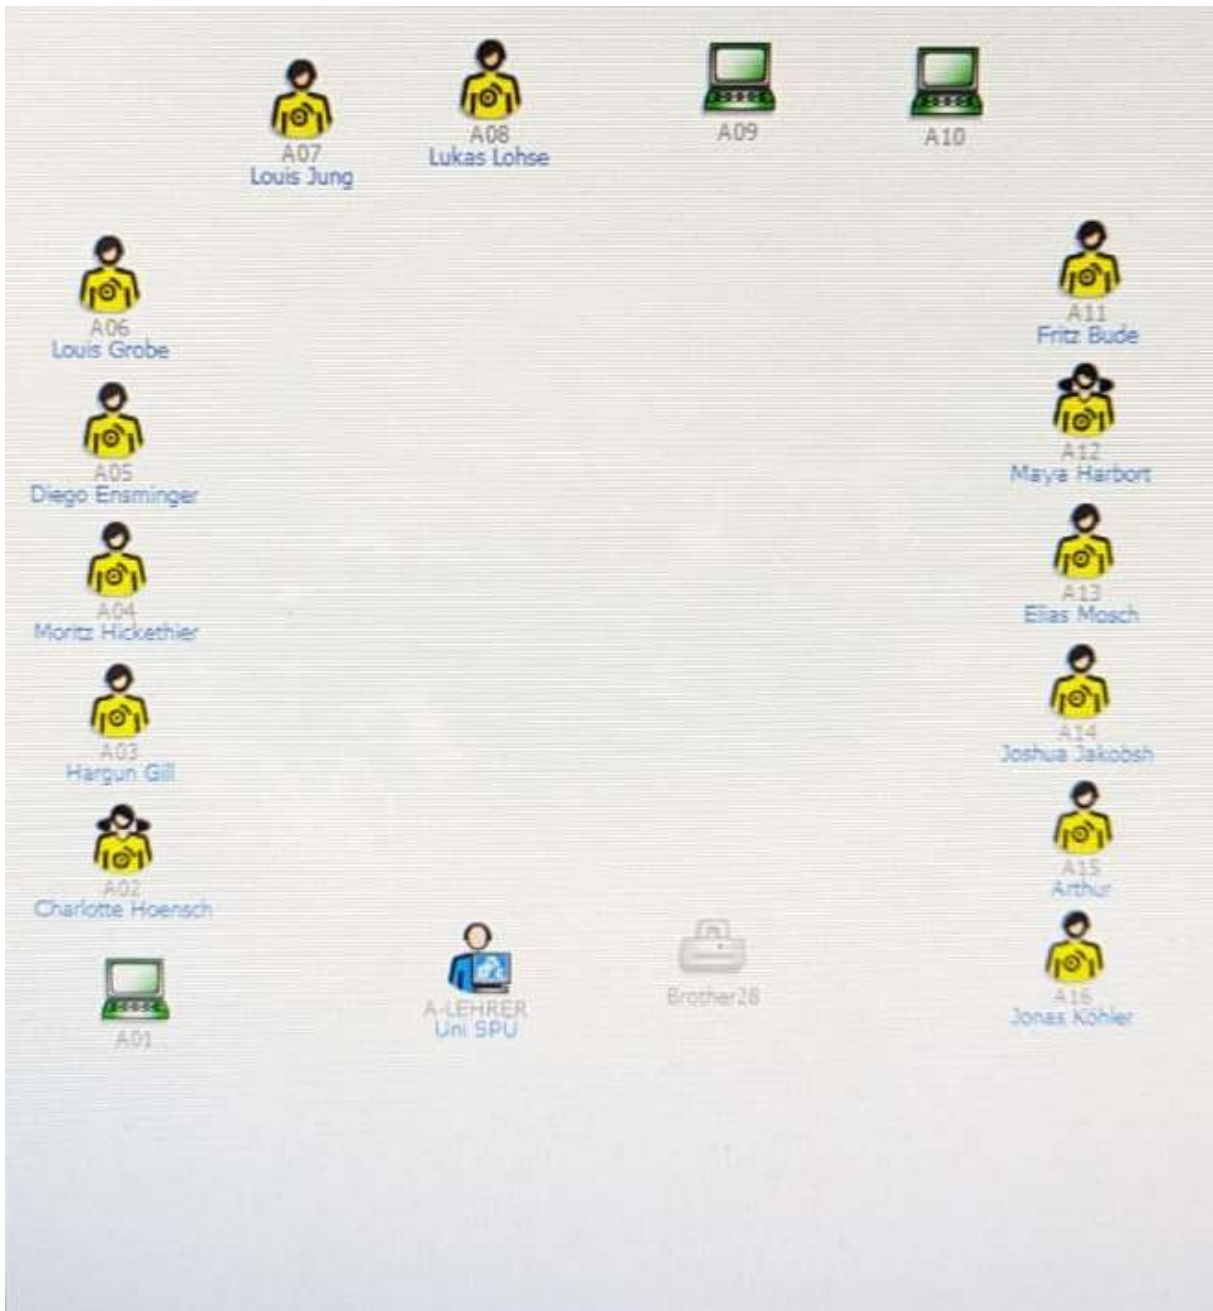 A07
Louis Jung
A08
Lukas Lohse
A09
A10
A06
Louis Grobe
A11
Fritz Bude
A05
Diego Ensminger
A12
Maya Harbort
A04
Moritz Hickethier
A13
Elias Mosch
A03
Hargun Gill
A14
Joshua Jakobsh
A02
Charlotte Hoensch
A15
Arthur
A01
A-LEHRER
Uni SPU
Brother28
A16
Jonas Köhler